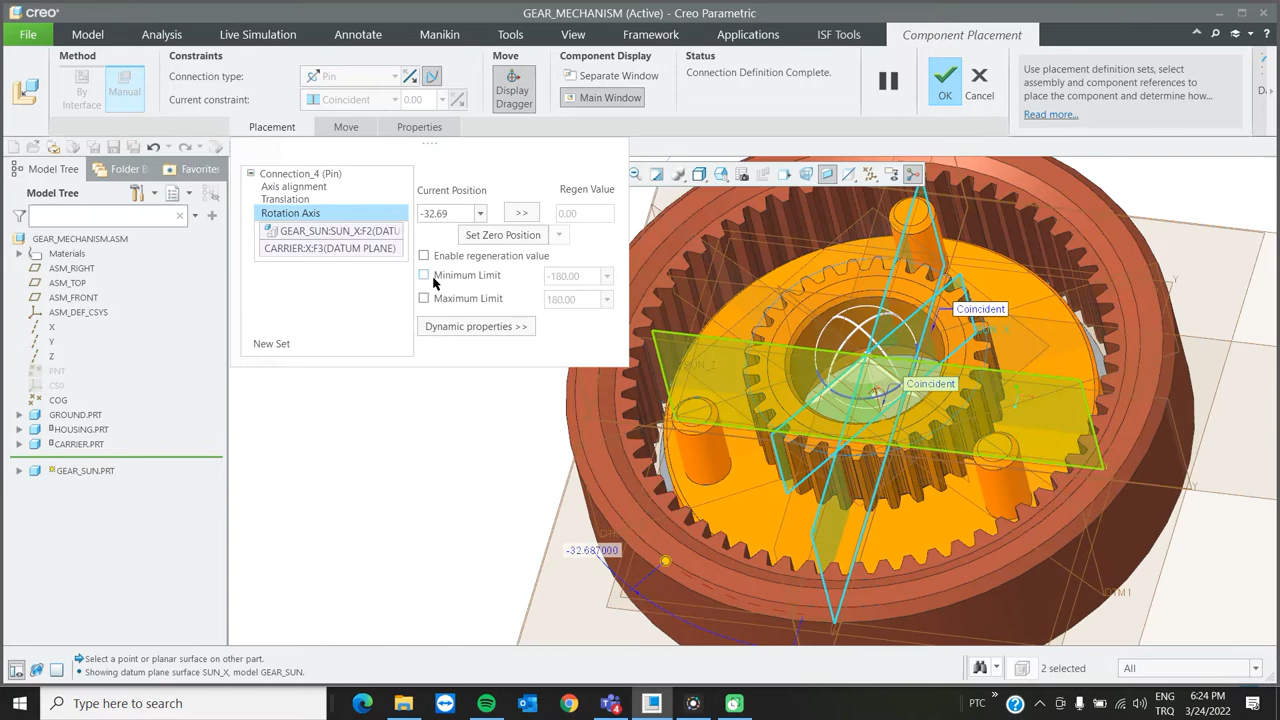 creo
GEAR_MECHANISM (Active) - Creo Parametric
File Model Analysis Live Simulation Annotate Manikin Tools View Framework Applications ISF Tools Component Placement
Method Constraints Move Component Display Status
By Interface
Manual
Connection type: Pin
Current constraint: Coincident 0.00
Display Dragger
Separate Window
Main Window
Connection Definition Complete.
OK
Cancel
Use placement definition sets, select
assembly and component references to
place the component and determine how...
Read more...
Placement Move Properties
Model Tree Folder B Favorites
Model Tree
GEAR_MECHANISM.ASM
Materials
ASM_RIGHT
ASM_TOP
ASM_FRONT
ASM_DEF_CSYS
X
Y
Z
PNT
CS0
COG
GROUND.PRT
HOUSING.PRT
CARRIER.PRT
GEAR_SUN.PRT
Connection_4 (Pin)
Axis alignment
Translation
Rotation Axis
GEAR_SUN:SUN_X:F2(DATU
CARRIER:X:F3(DATUM PLANE)
New Set
Current Position Regen Value
-32.69 >> 0.00
Set Zero Position
Enable regeneration value
Minimum Limit -180.00
Maximum Limit 180.00
Dynamic properties >>
Coincident
SUN_Z
Coincident
-32.687000
DTM1
Select a point or planar surface on other part.
Showing datum plane surface SUN_X, model GEAR_SUN.
2 selected All
Type here to search
PTC
ENG
TRQ
6:24 PM
3/24/2022